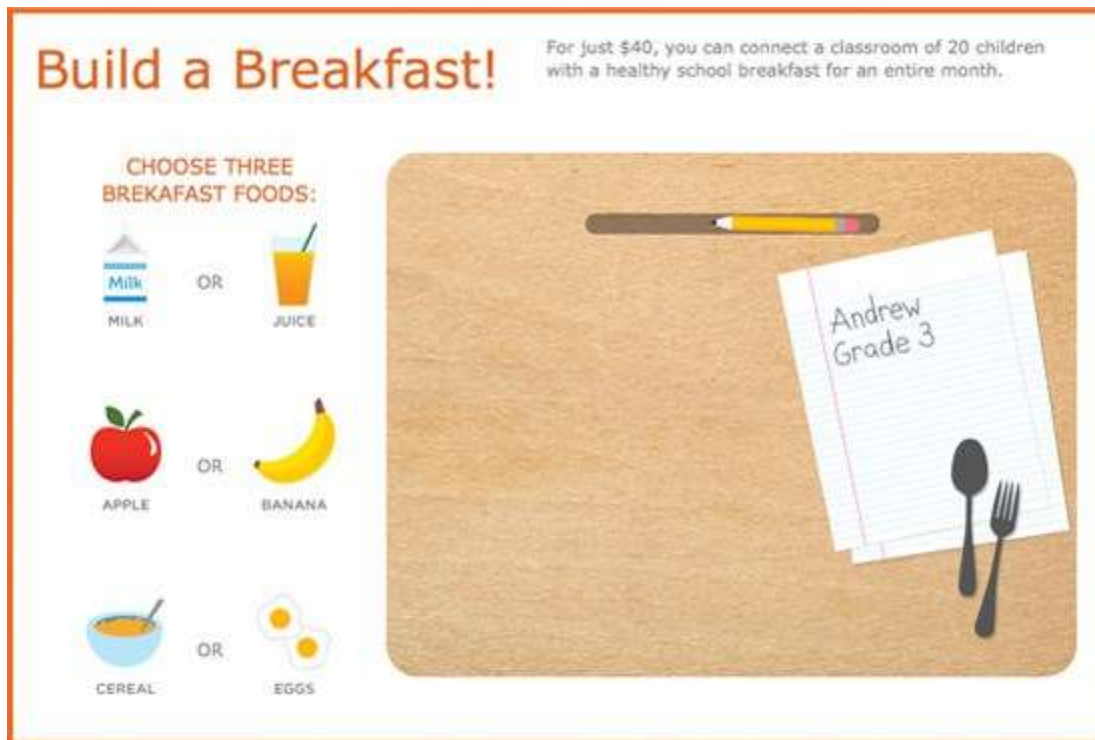 Build a Breakfast!
For just $40, you can connect a classroom of 20 children
with a healthy school breakfast for an entire month.
CHOOSE THREE
BREKAFAST FOODS:
Milk
OR
MILK
JUICE
OR
APPLE
BANANA
OR
CEREAL
EGGS
Andrew
Grade 3